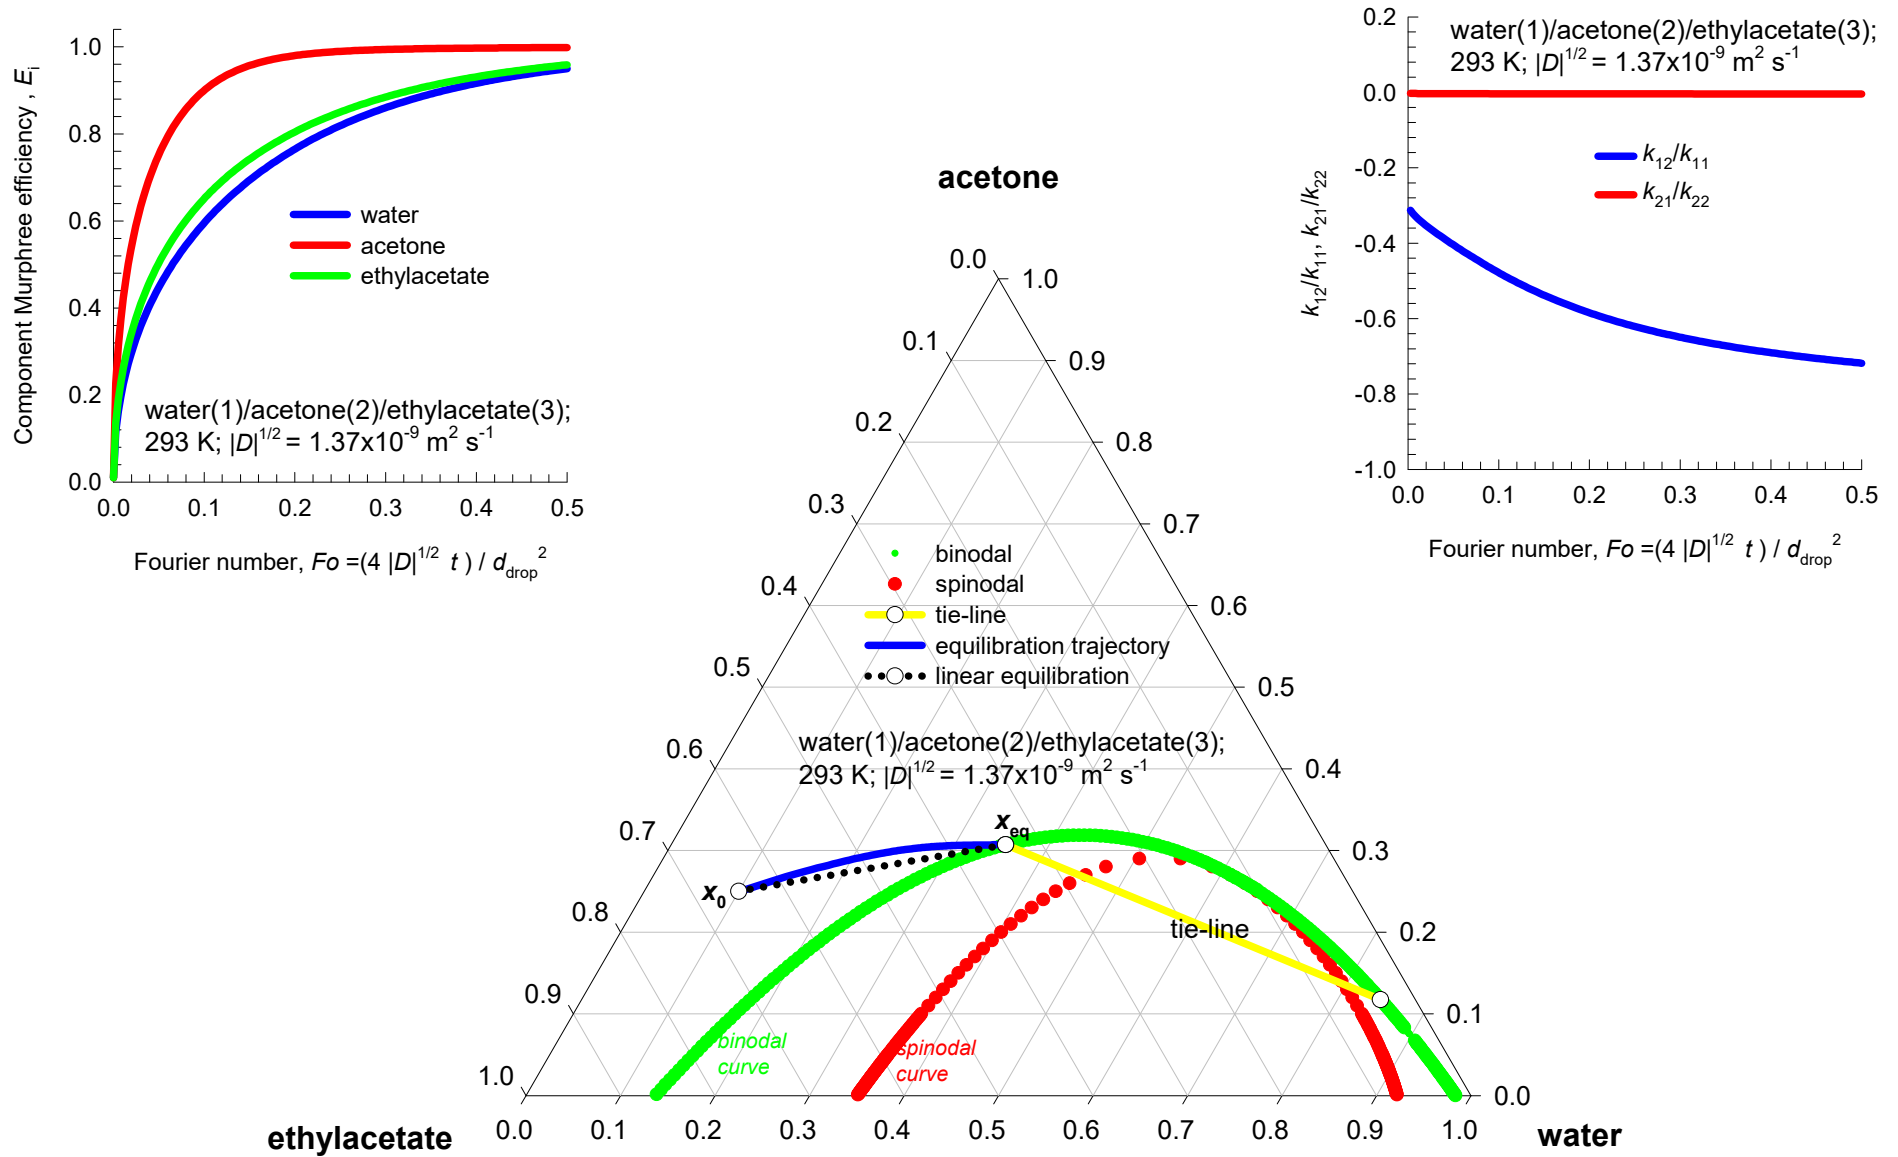 Component Murphree efficiency , Ei
1.0
0.8
0.6
0.4
0.2
0.0
water
acetone
ethylacetate
water(1)/acetone(2)/ethylacetate(3);
293 K; |D|^1/2 = 1.37x10^-9 m^2 s^-1
0.0 0.1 0.2 0.3 0.4 0.5
Fourier number, Fo =(4 |D|^1/2 t ) / d_drop^2
k12/k11, k21/k22
0.2
0.0
-0.2
-0.4
-0.6
-0.8
-1.0
water(1)/acetone(2)/ethylacetate(3);
293 K; |D|^1/2 = 1.37x10^-9 m^2 s^-1
k12/k11
k21/k22
0.0 0.1 0.2 0.3 0.4 0.5
Fourier number, Fo =(4 |D|^1/2 t ) / d_drop^2
acetone
0.0
0.1
0.2
0.3
0.4
0.5
0.6
0.7
0.8
0.9
1.0
1.0
0.9
0.8
0.7
0.6
0.5
0.4
0.3
0.2
0.1
0.0
binodal
spinodal
tie-line
equilibration trajectory
linear equilibration
water(1)/acetone(2)/ethylacetate(3);
293 K; |D|^1/2 = 1.37x10^-9 m^2 s^-1
xeq
x0
tie-line
binodal
curve
spinodal
curve
0.0 0.1 0.2 0.3 0.4 0.5 0.6 0.7 0.8 0.9 1.0
ethylacetate
water